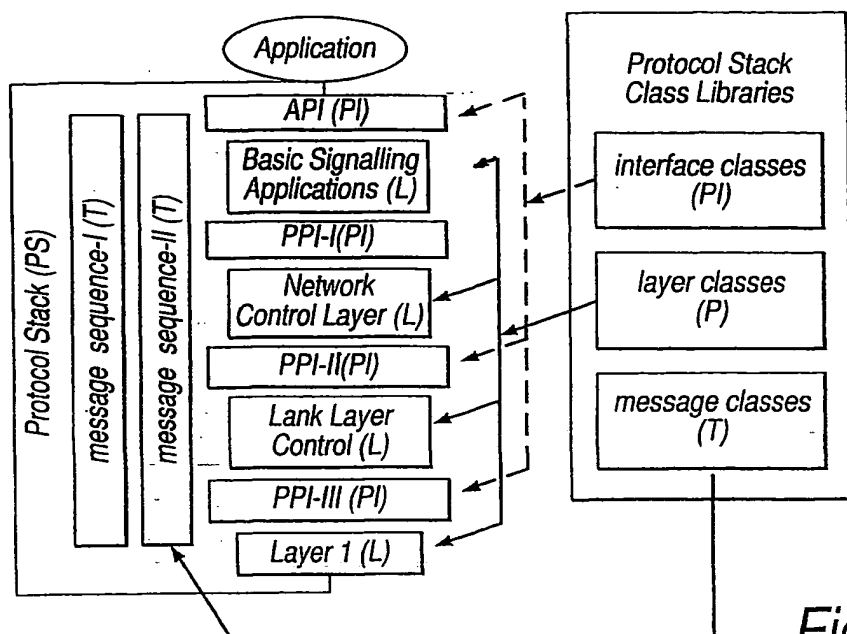 Application
API (PI)
Basic Signalling
Applications (L)
PPI-I(PI)
Network
Control Layer (L)
PPI-II(PI)
Lank Layer
Control (L)
PPI-III (PI)
Layer 1 (L)
Protocol Stack (PS)
message sequence-I (T)
message sequence-II (T)
Protocol Stack
Class Libraries
interface classes
(PI)
layer classes
(P)
message classes
(T)